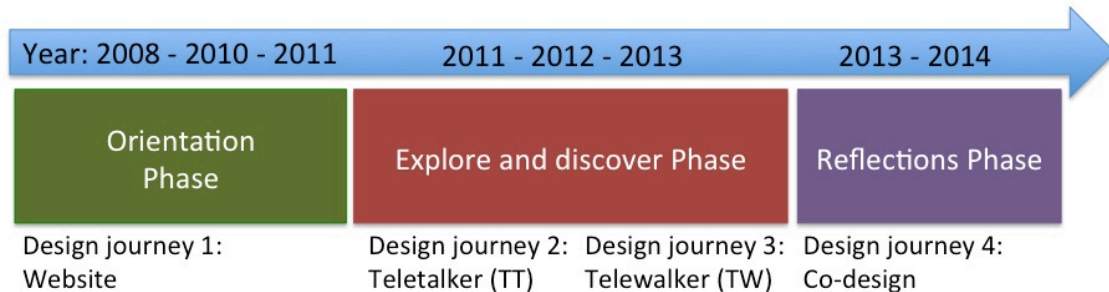 Year: 2008 - 2010 - 2011
2011 - 2012 - 2013
2013 - 2014
Orientation
Phase
Explore and discover Phase
Reflections Phase
Design journey 1:
Website
Design journey 2:
Teletalker (TT)
Design journey 3:
Telewalker (TW)
Design journey 4:
Co-design